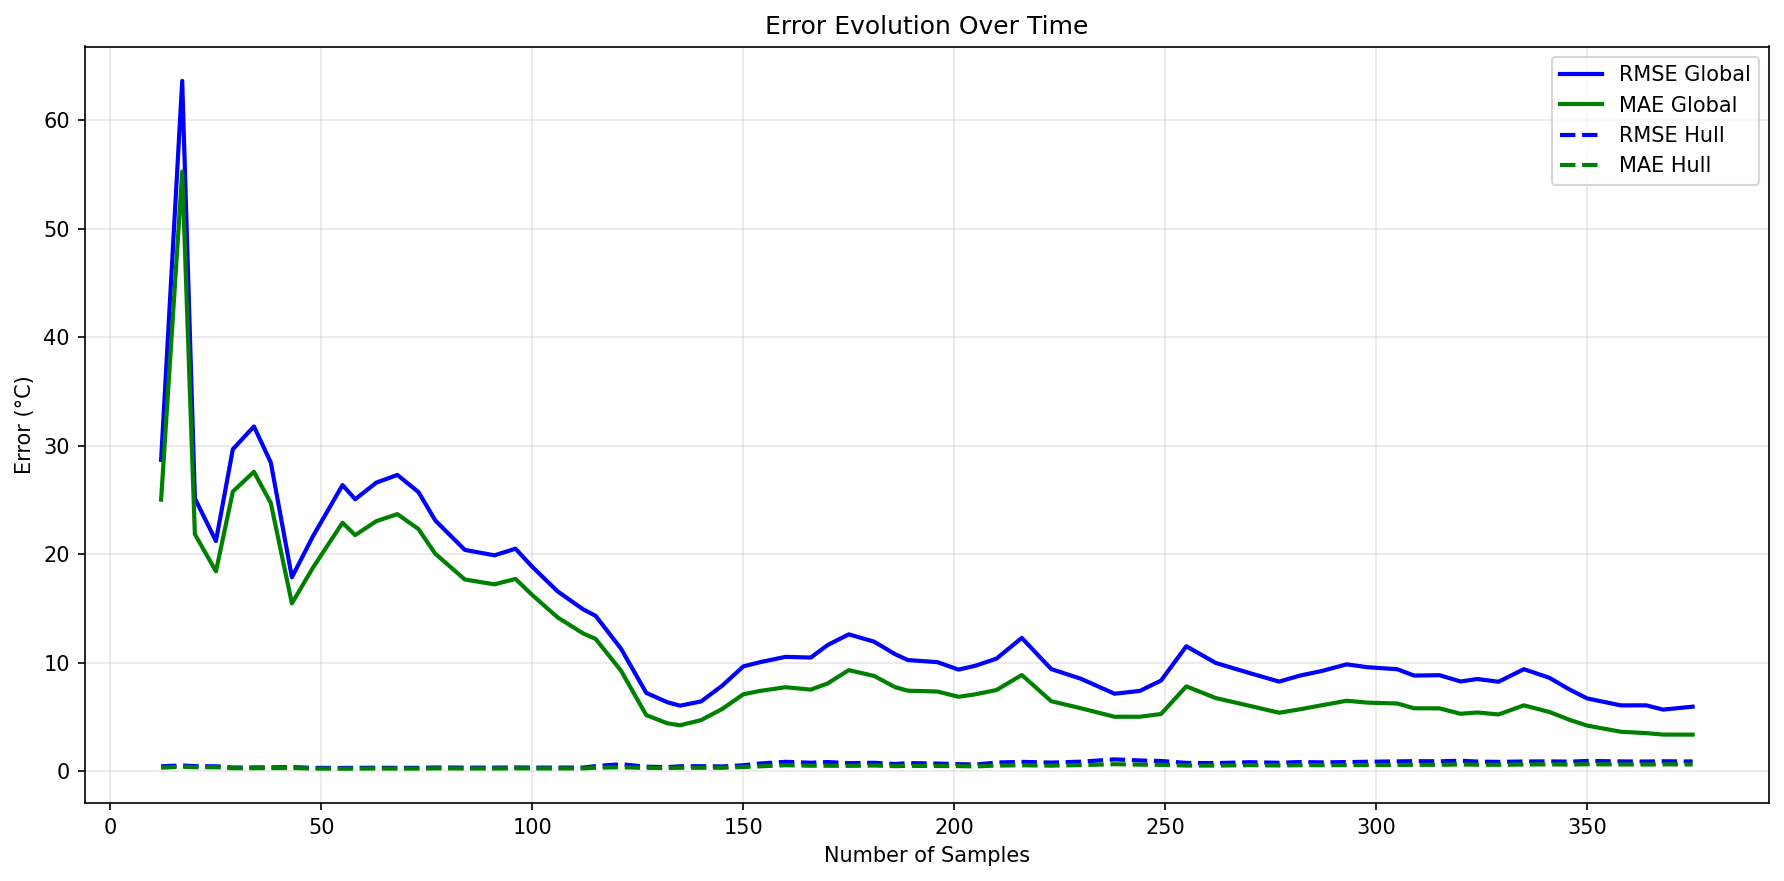 Error Evolution Over Time
RMSE Global
MAE Global
RMSE Hull
MAE Hull
Error (°C)
60
50
40
30
20
10
0
0 50 100 150 200 250 300 350
Number of Samples